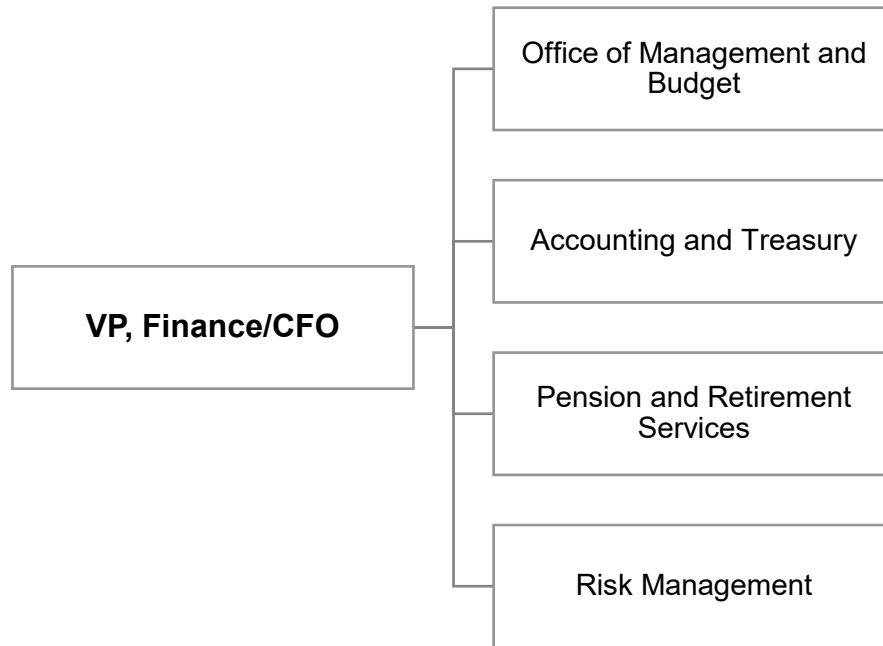 Office of Management and
Budget
Accounting and Treasury
VP, Finance/CFO
Pension and Retirement
Services
Risk Management